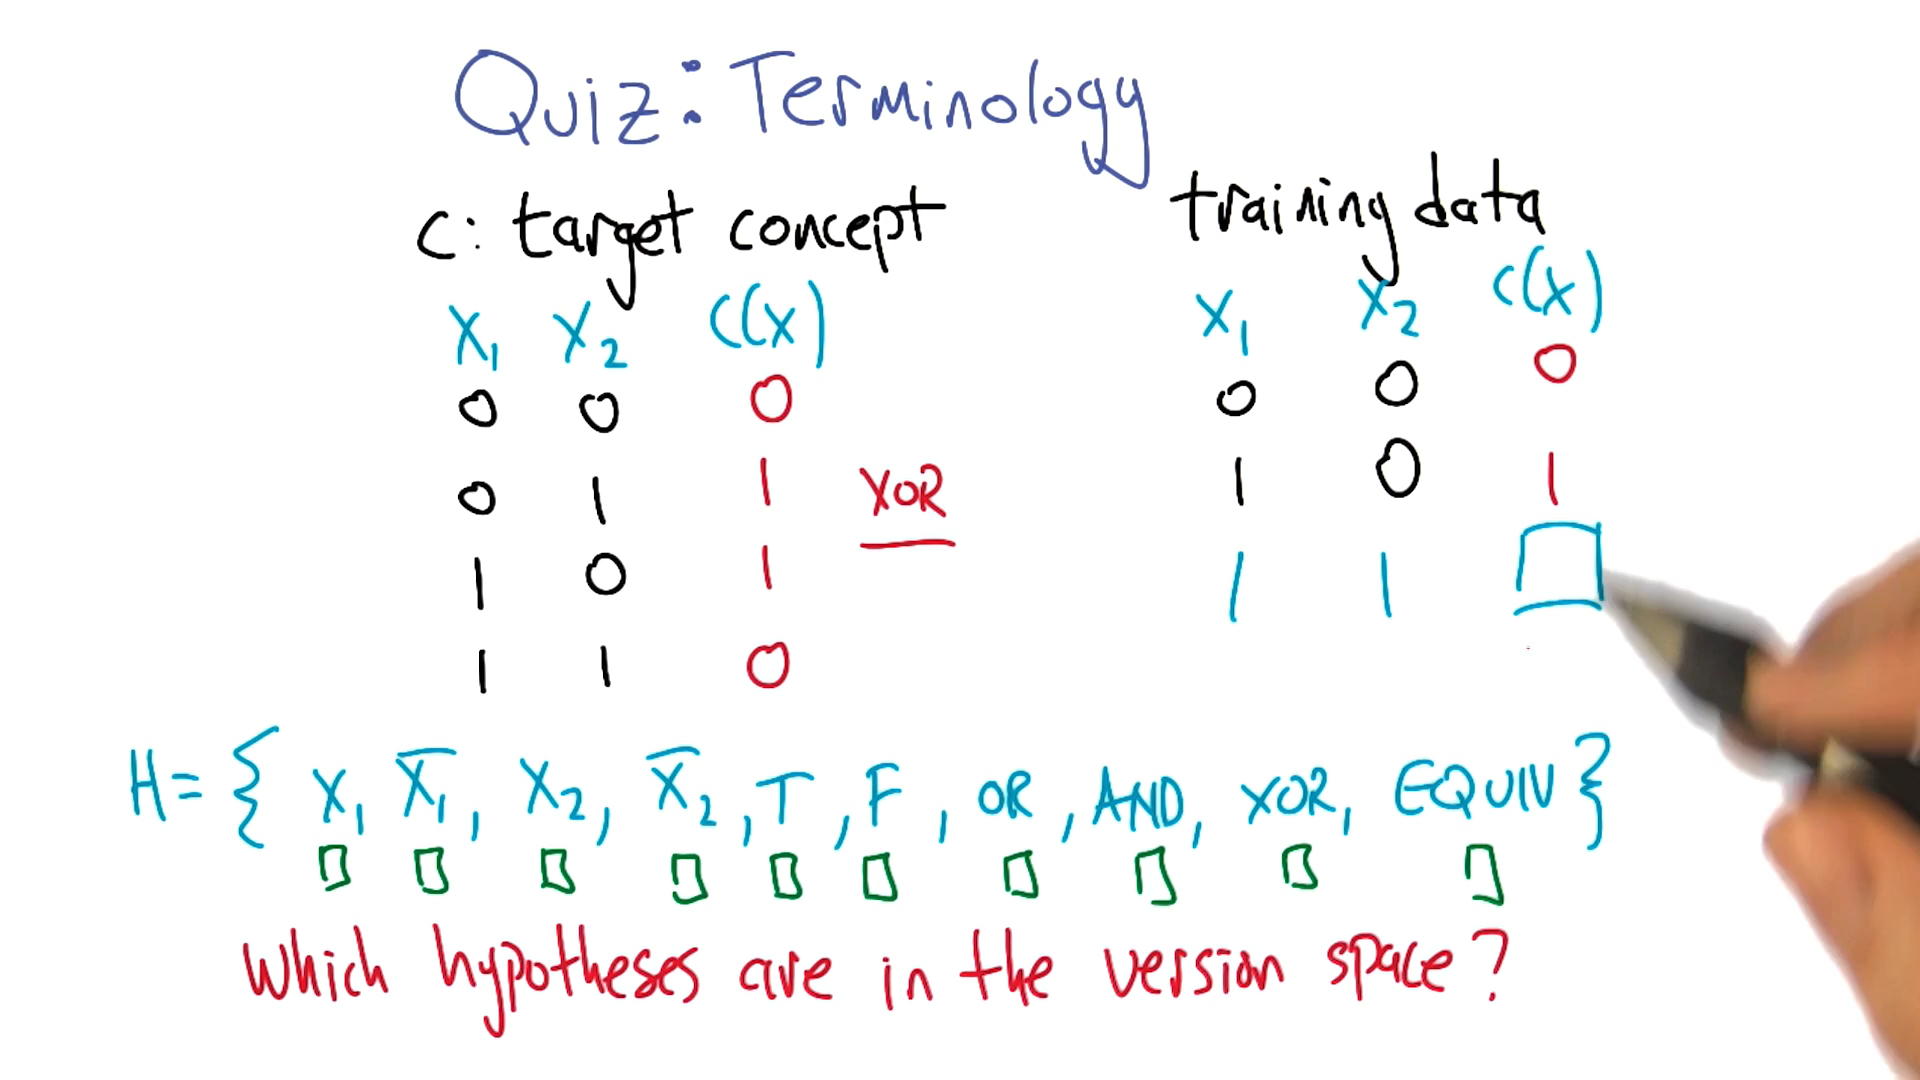 Quiz: Terminology
c: target concept
X1 X2 C(X)
0 0 0
0 1 1 XOR
1 0 1
1 1 0
training data
X1 X2 C(X)
0 0 0
1 0 1
1 1
H = { X1, X̅1, X2, X̅2, T, F, OR, AND, XOR, EQUIV }
Which hypotheses are in the version space?